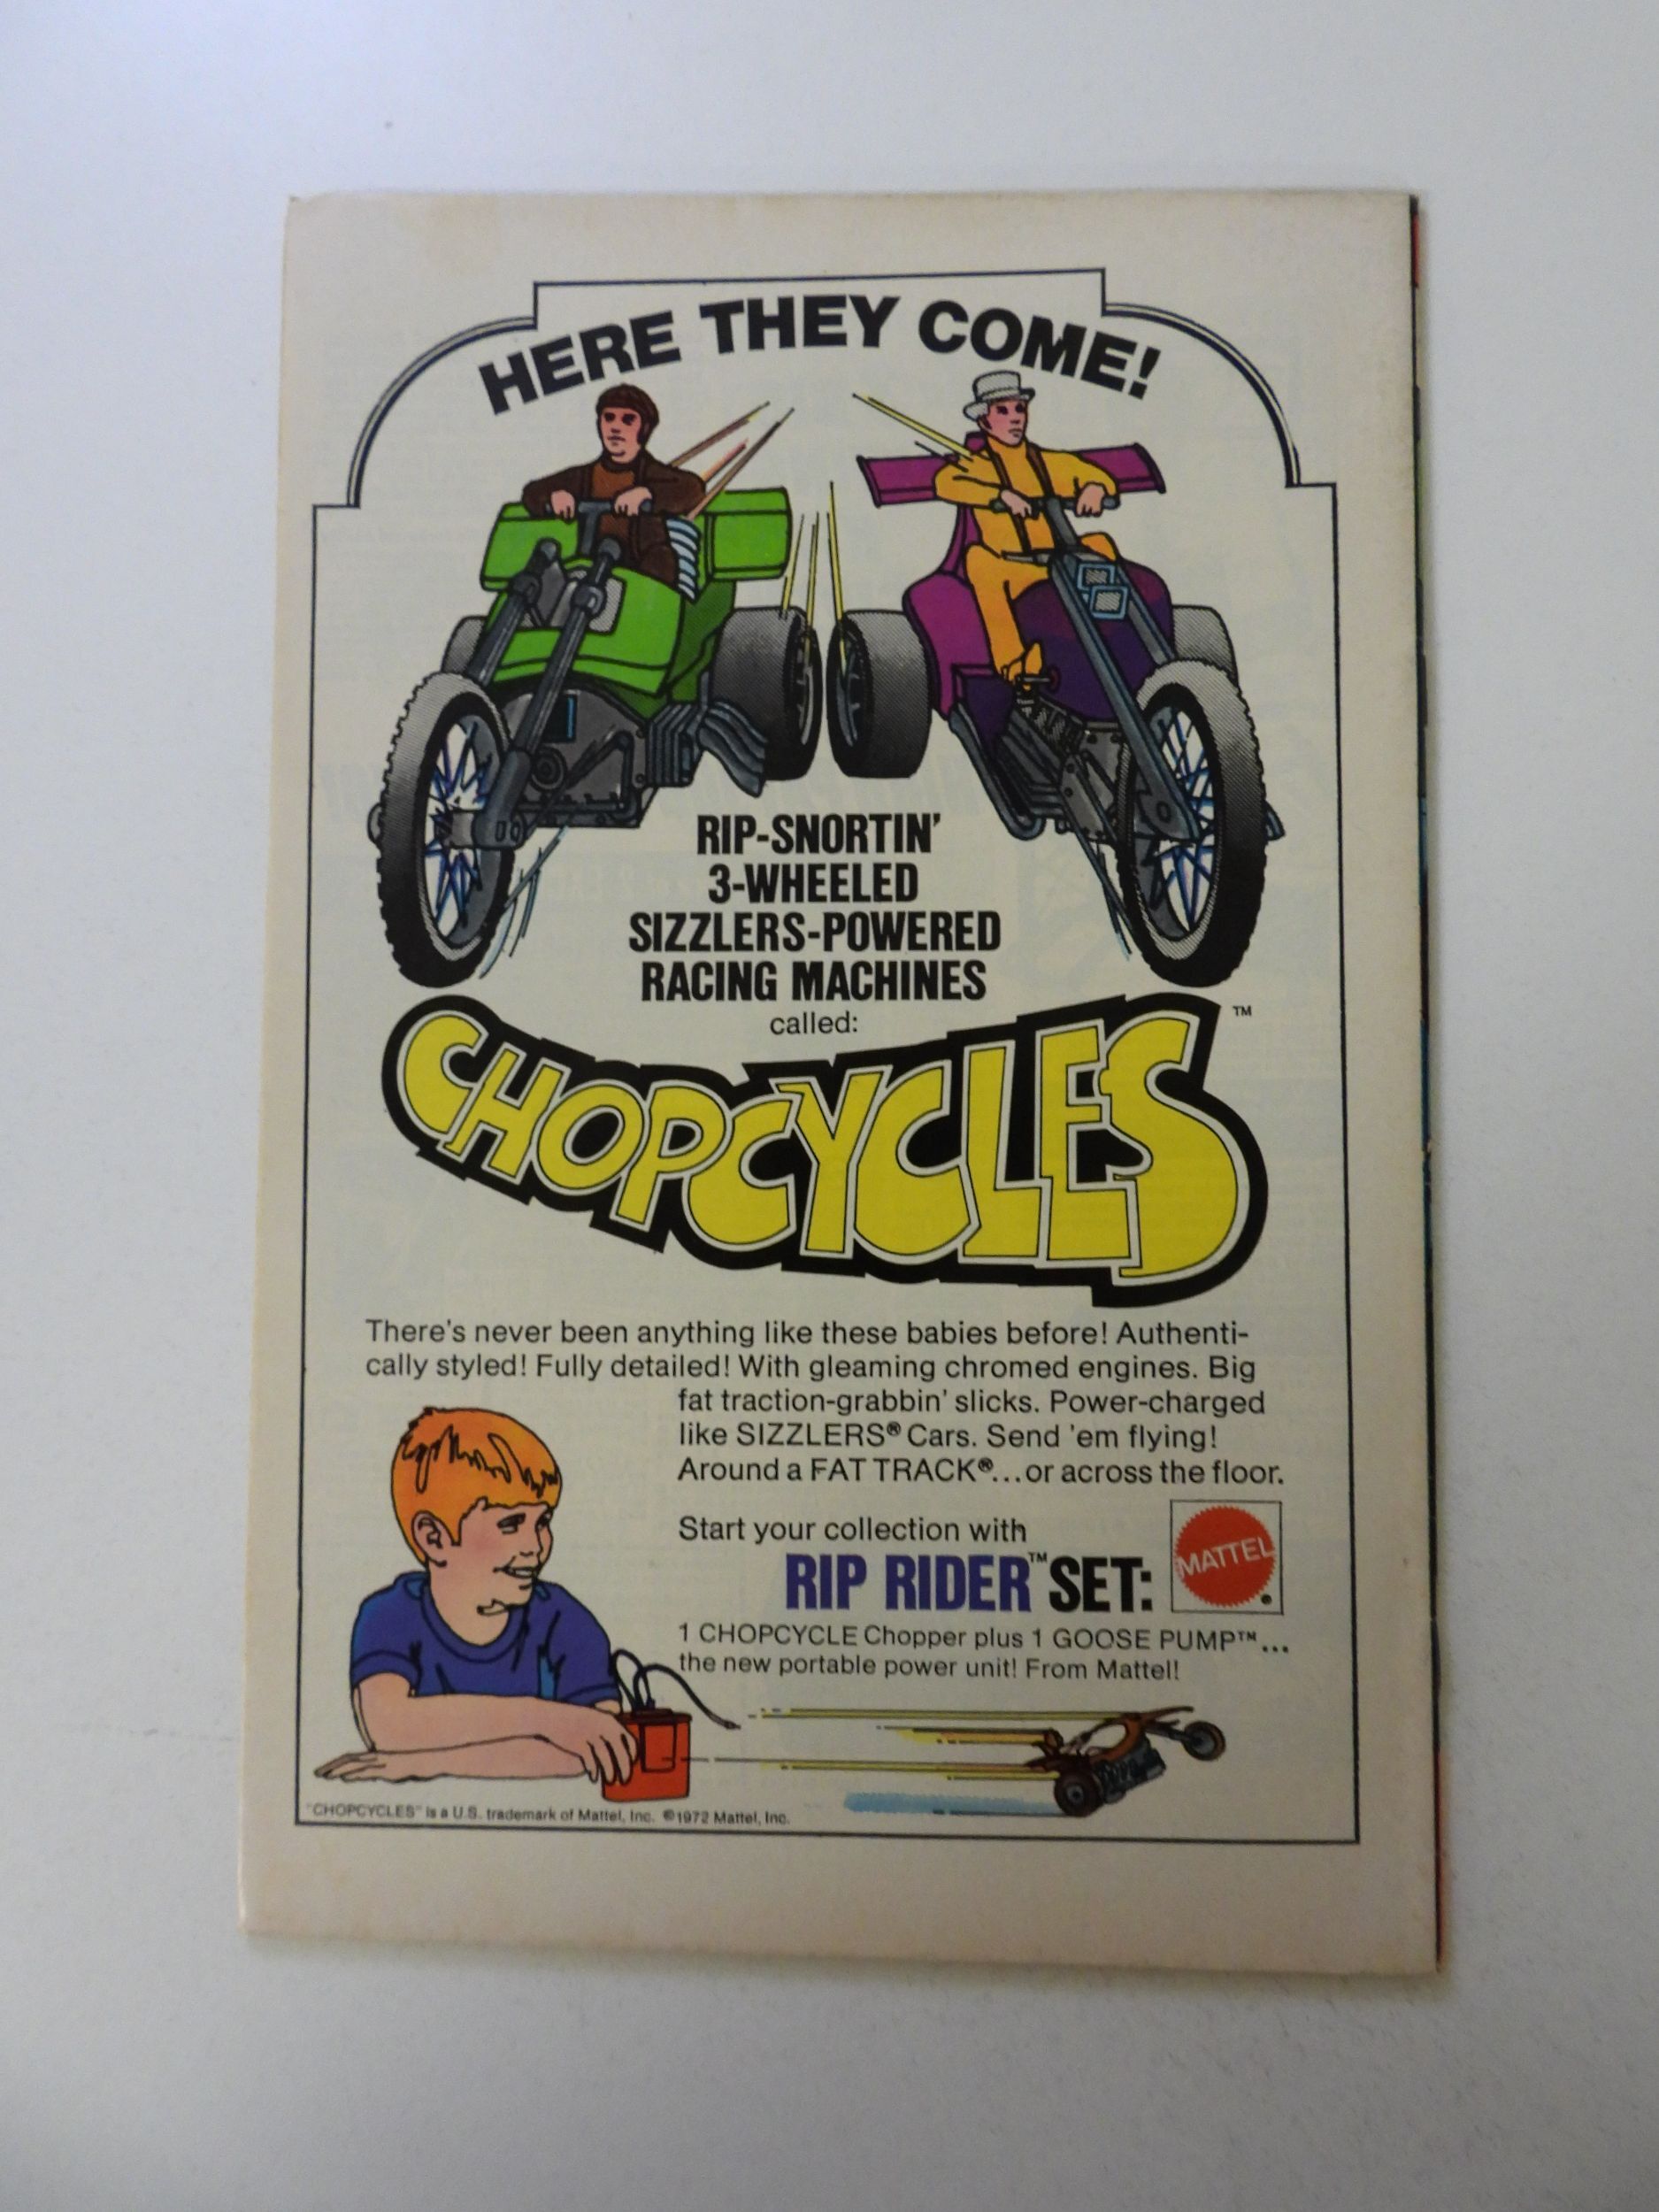 HERE THEY COME!
RIP-SNORTIN'
3-WHEELED
SIZZLERS-POWERED
RACING MACHINES
called:
CHOPCYCLES™
There's never been anything like these babies before! Authenti-
cally styled! Fully detailed! With gleaming chromed engines. Big
fat traction-grabbin' slicks. Power-charged
like SIZZLERS® Cars. Send 'em flying!
Around a FAT TRACK®...or across the floor.
Start your collection with
RIP RIDER™ SET:
MATTEL®
1 CHOPCYCLE Chopper plus 1 GOOSE PUMP™...
the new portable power unit! From Mattel!
"CHOPCYCLES" is a U.S. trademark of Mattel, Inc. ©1972 Mattel, Inc.